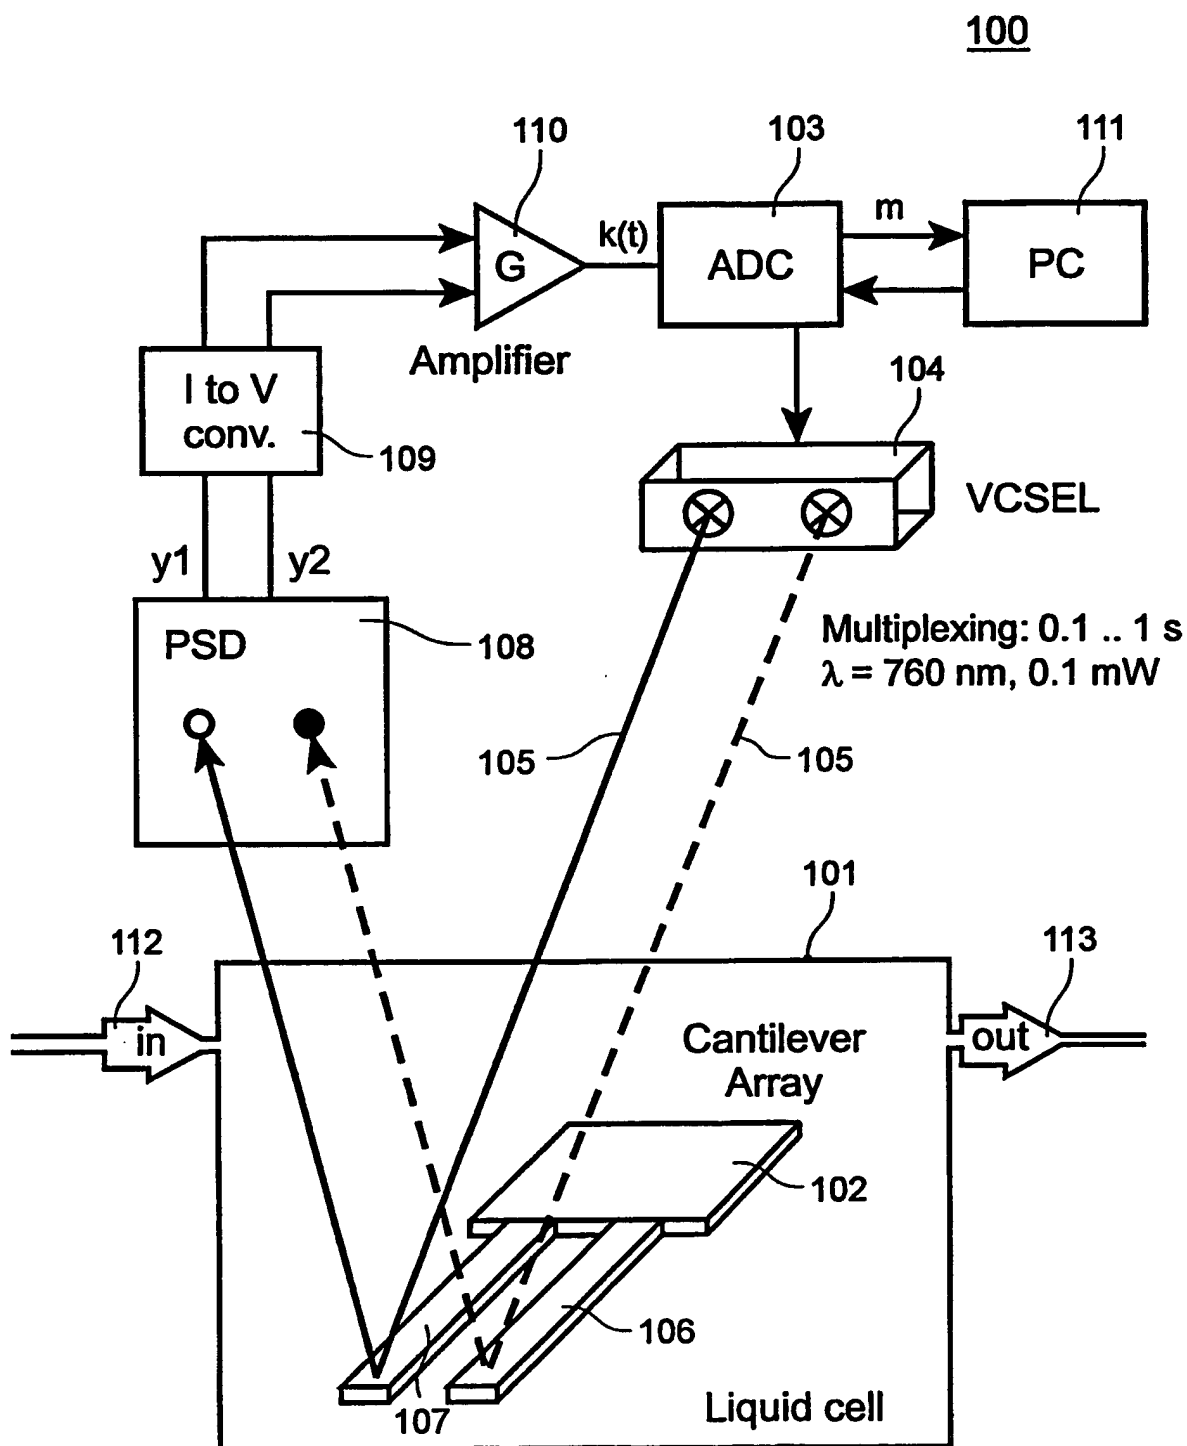 100
110
103
111
k(t)
m
G
ADC
PC
Amplifier
104
I to V
conv.
109
VCSEL
y1
y2
PSD
108
Multiplexing: 0.1 .. 1 s
λ = 760 nm, 0.1 mW
105
105
101
112
113
in
out
Cantilever
Array
102
106
107
Liquid cell